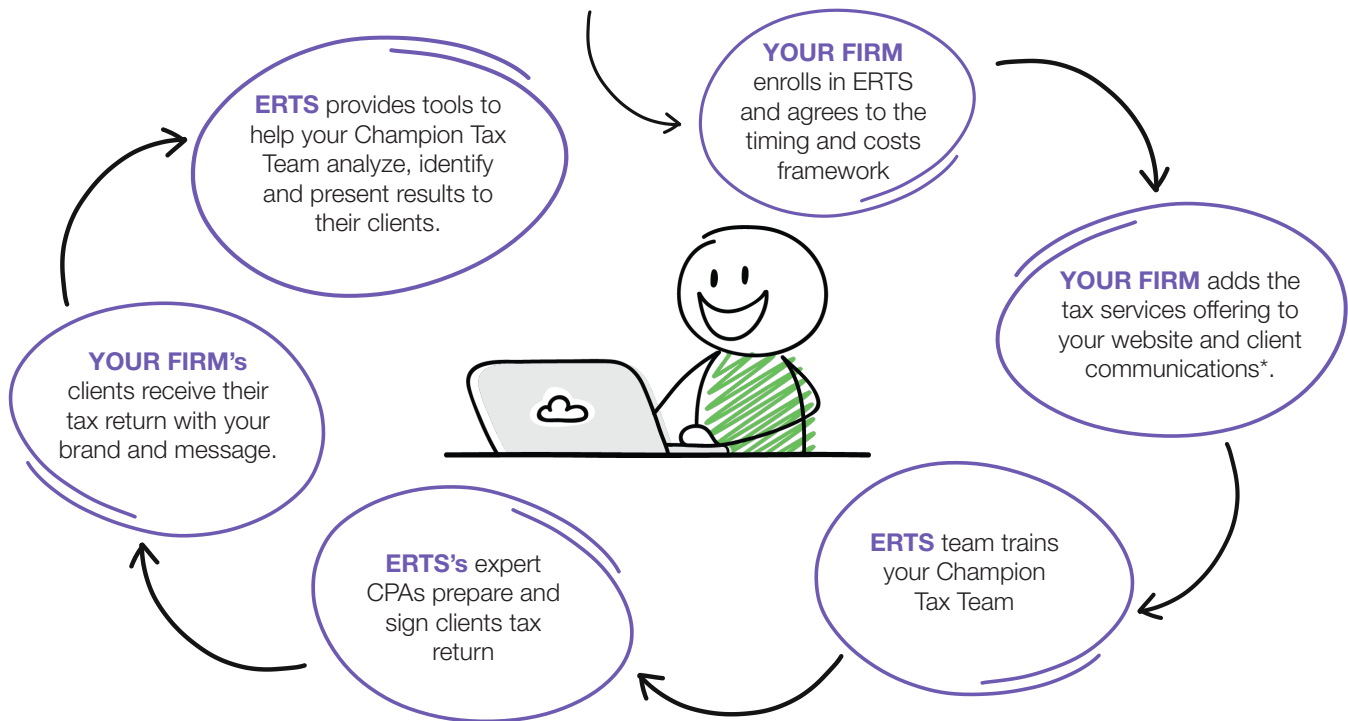 YOUR FIRM
enrolls in ERTS
and agrees to the
timing and costs
framework
YOUR FIRM adds the
tax services offering to
your website and client
communications*.
ERTS team trains
your Champion
Tax Team
ERTS's expert
CPAs prepare and
sign clients tax
return
YOUR FIRM's
clients receive their
tax return with your
brand and message.
ERTS provides tools to
help your Champion Tax
Team analyze, identify
and present results to
their clients.